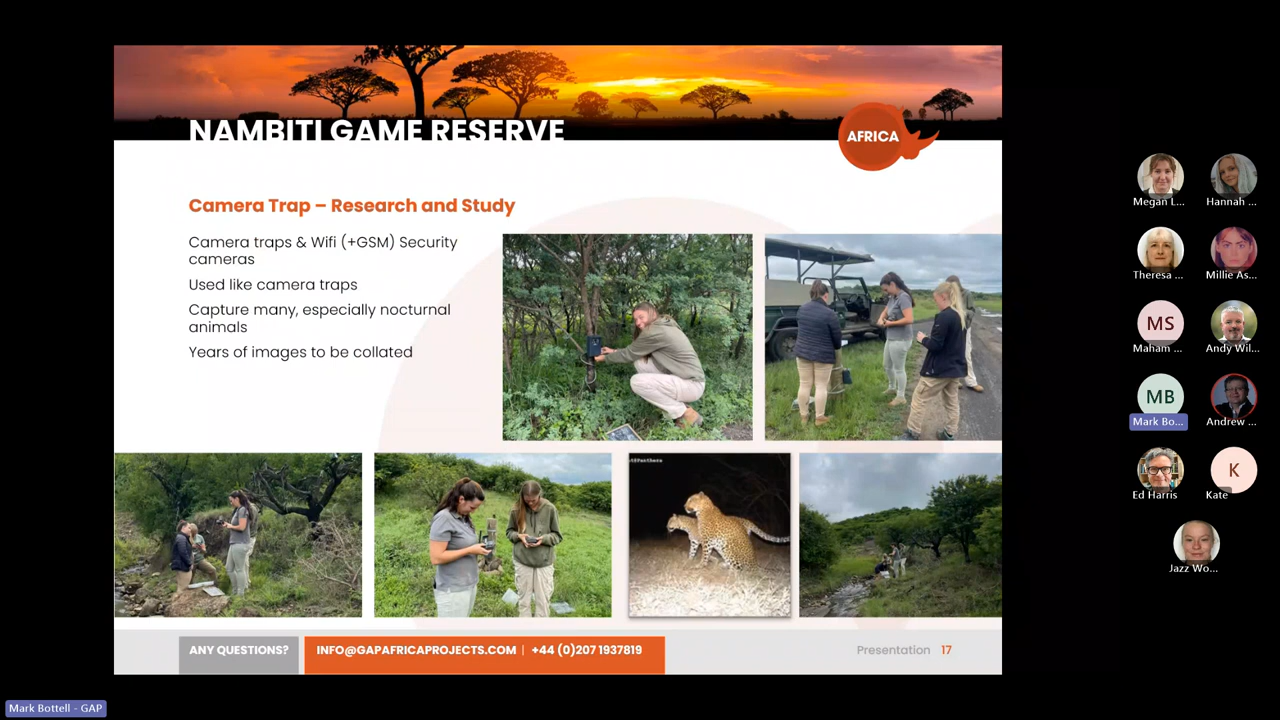 NAMBITI GAME RESERVE
AFRICA
Camera Trap – Research and Study
Camera traps & Wifi (+GSM) Security
cameras
Used like camera traps
Capture many, especially nocturnal
animals
Years of images to be collated
ANY QUESTIONS?
INFO@GAPAFRICAPROJECTS.COM | +44 (0)207 1937819
Presentation 17
Megan L...
Hannah ...
Theresa ...
Millie As...
MS
Maham ...
Andy Wil...
MB
Mark Bo...
Andrew ...
Ed Harris
K
Kate
Jazz Wo...
Mark Bottell - GAP